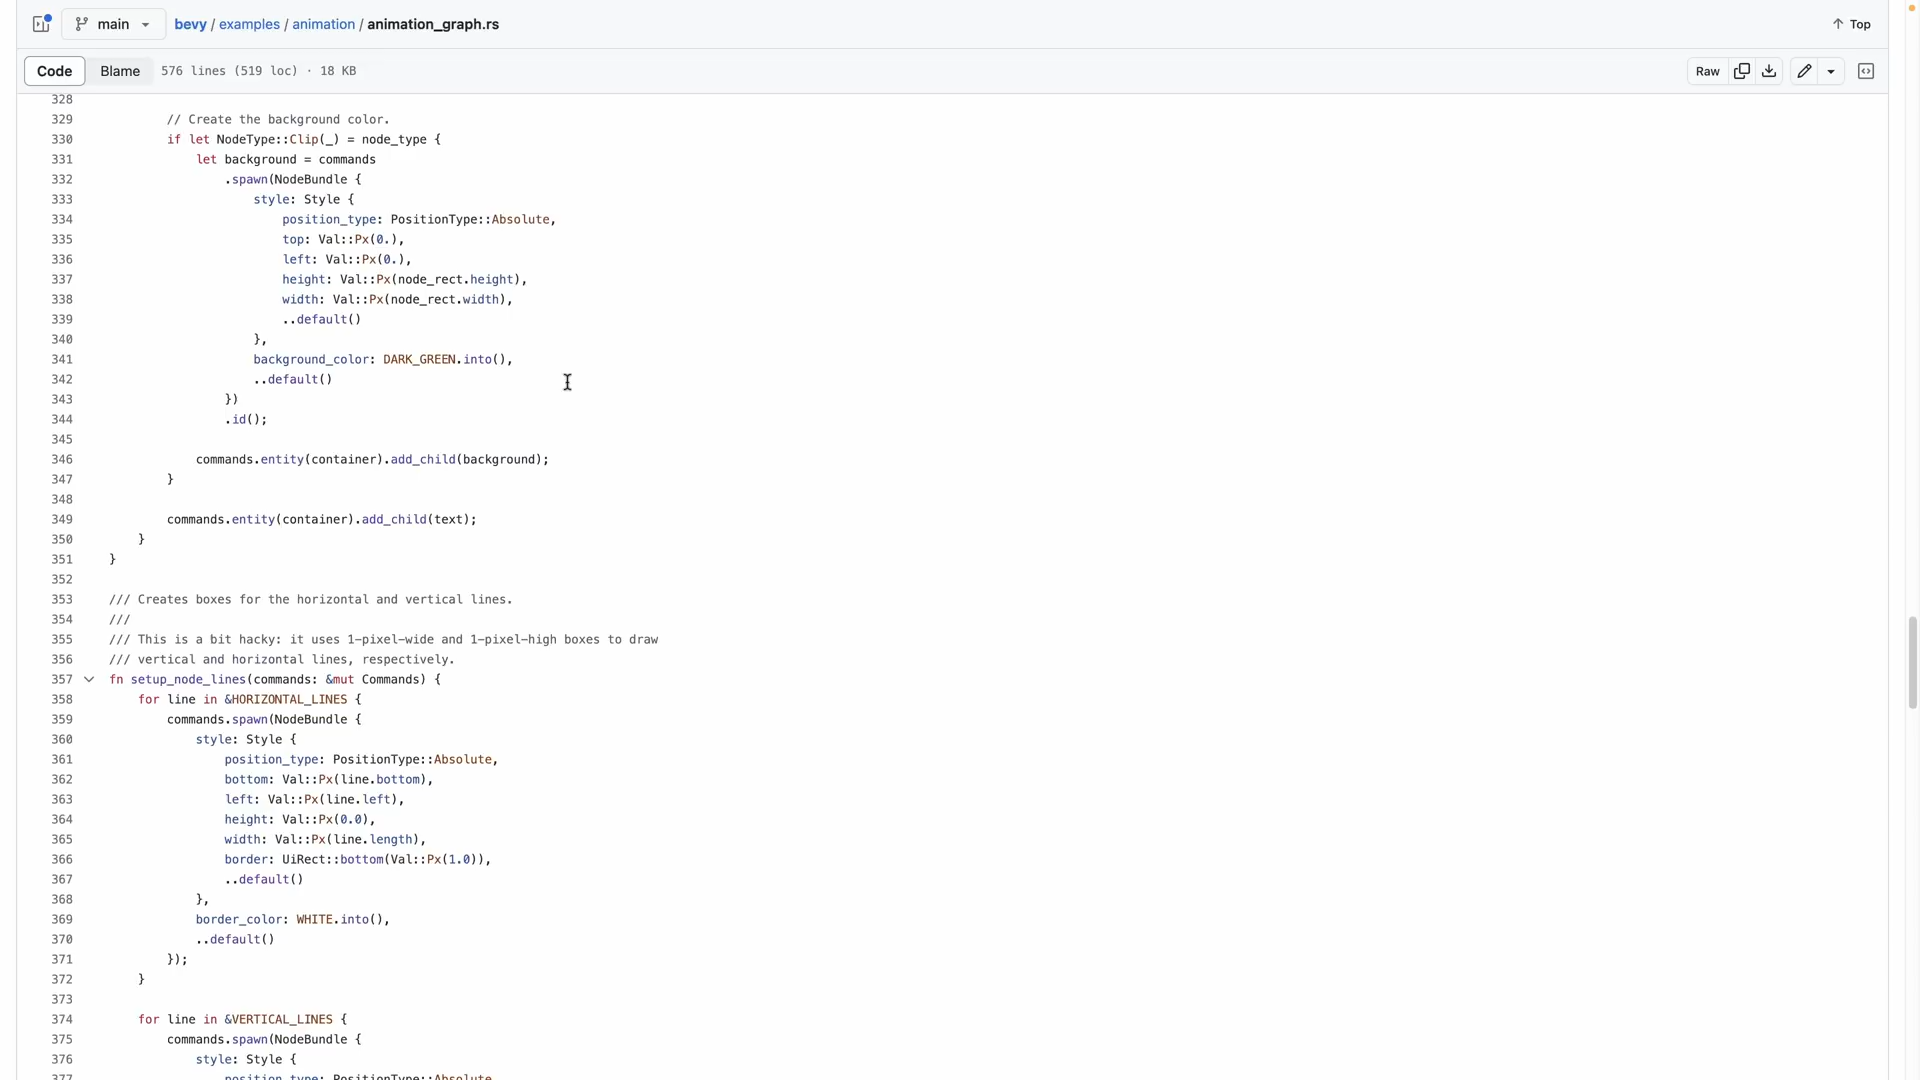 main
bevy / examples / animation / animation_graph.rs
Top
Code
Blame
576 lines (519 loc) · 18 KB
Raw
328
329 // Create the background color.
330 if let NodeType::Clip(_) = node_type {
331 let background = commands
332 .spawn(NodeBundle {
333 style: Style {
334 position_type: PositionType::Absolute,
335 top: Val::Px(0.),
336 left: Val::Px(0.),
337 height: Val::Px(node_rect.height),
338 width: Val::Px(node_rect.width),
339 ..default()
340 },
341 background_color: DARK_GREEN.into(),
342 ..default()
343 })
344 .id();
345
346 commands.entity(container).add_child(background);
347 }
348
349 commands.entity(container).add_child(text);
350 }
351 }
352
353 /// Creates boxes for the horizontal and vertical lines.
354 ///
355 /// This is a bit hacky: it uses 1-pixel-wide and 1-pixel-high boxes to draw
356 /// vertical and horizontal lines, respectively.
357 fn setup_node_lines(commands: &mut Commands) {
358 for line in &HORIZONTAL_LINES {
359 commands.spawn(NodeBundle {
360 style: Style {
361 position_type: PositionType::Absolute,
362 bottom: Val::Px(line.bottom),
363 left: Val::Px(line.left),
364 height: Val::Px(0.0),
365 width: Val::Px(line.length),
366 border: UiRect::bottom(Val::Px(1.0)),
367 ..default()
368 },
369 border_color: WHITE.into(),
370 ..default()
371 });
372 }
373
374 for line in &VERTICAL_LINES {
375 commands.spawn(NodeBundle {
376 style: Style {
377 position_type: PositionType::Absolute,